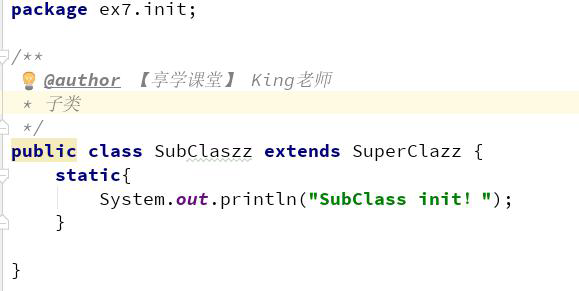 package ex7.init;
/**
@author 【享学课堂】 King老师
* 子类
*/
public class SubClaszz extends SuperClazz {
static{
System.out.println("SubClass init！");
}
}